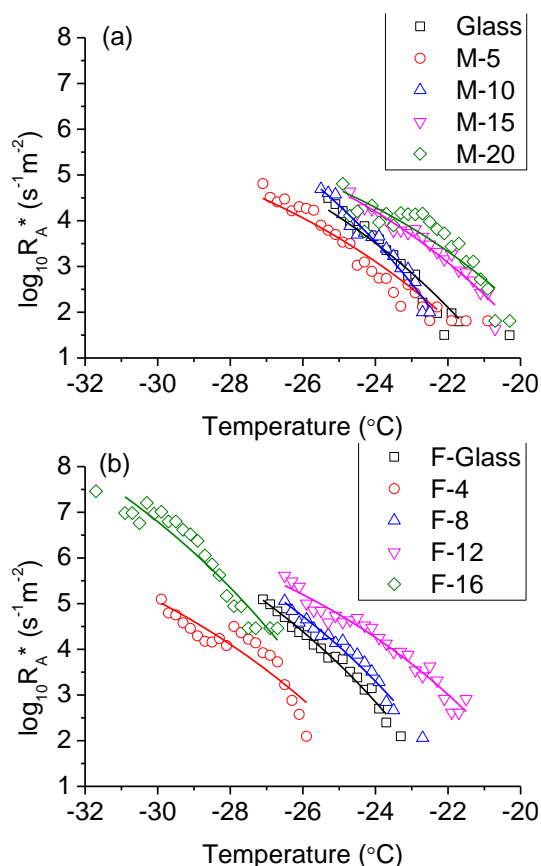 (a)
Glass
M-5
M-10
M-15
M-20
8
7
6
5
4
3
2
1
log₁₀R_A* (s⁻¹m⁻²)
-32 -30 -28 -26 -24 -22 -20
Temperature (°C)
(b)
F-Glass
F-4
F-8
F-12
F-16
8
7
6
5
4
3
2
1
log₁₀R_A* (s⁻¹m⁻²)
-32 -30 -28 -26 -24 -22 -20
Temperature (°C)